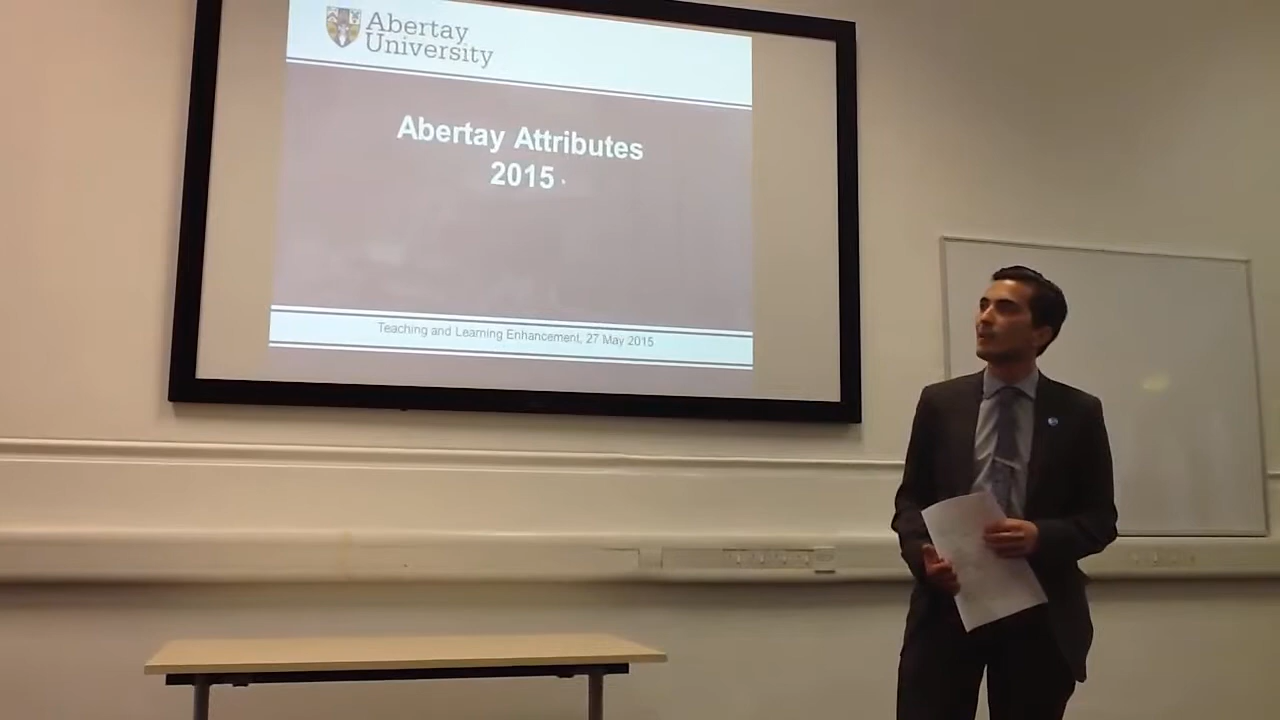 Abertay
University
Abertay Attributes
2015
Teaching and Learning Enhancement, 27 May 2015